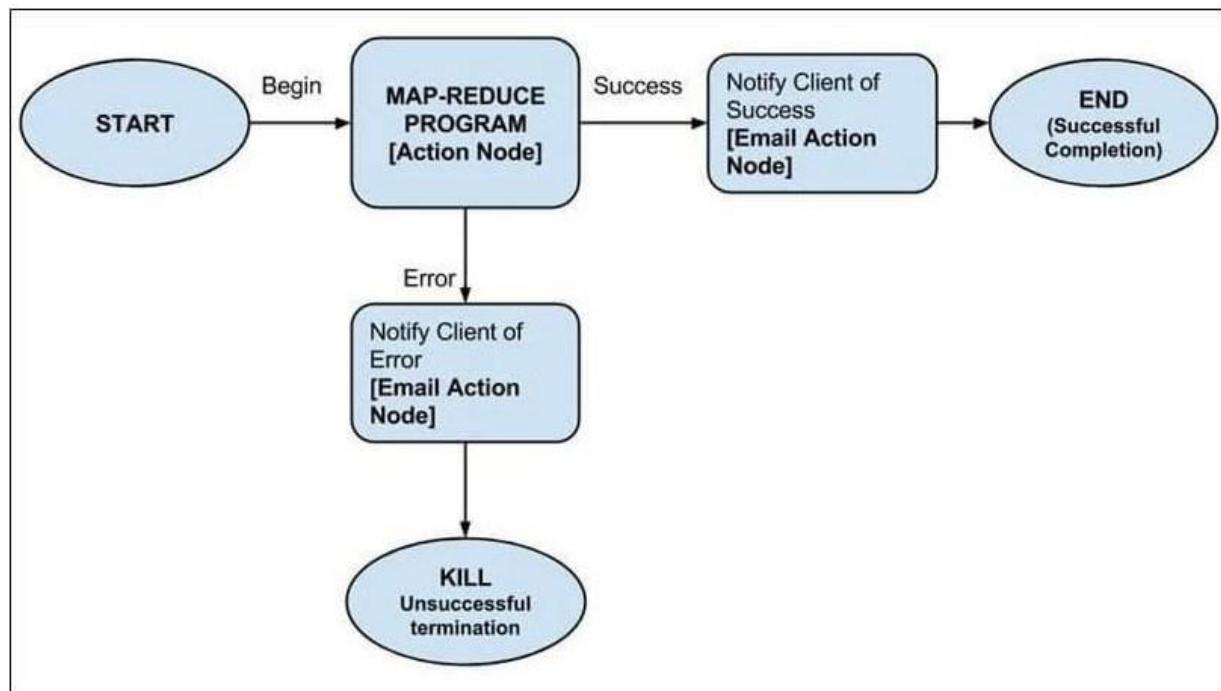 START
Begin
MAP-REDUCE
PROGRAM
[Action Node]
Success
Notify Client of
Success
[Email Action
Node]
END
(Successful
Completion)
Error
Notify Client of
Error
[Email Action
Node]
KILL
Unsuccessful
termination